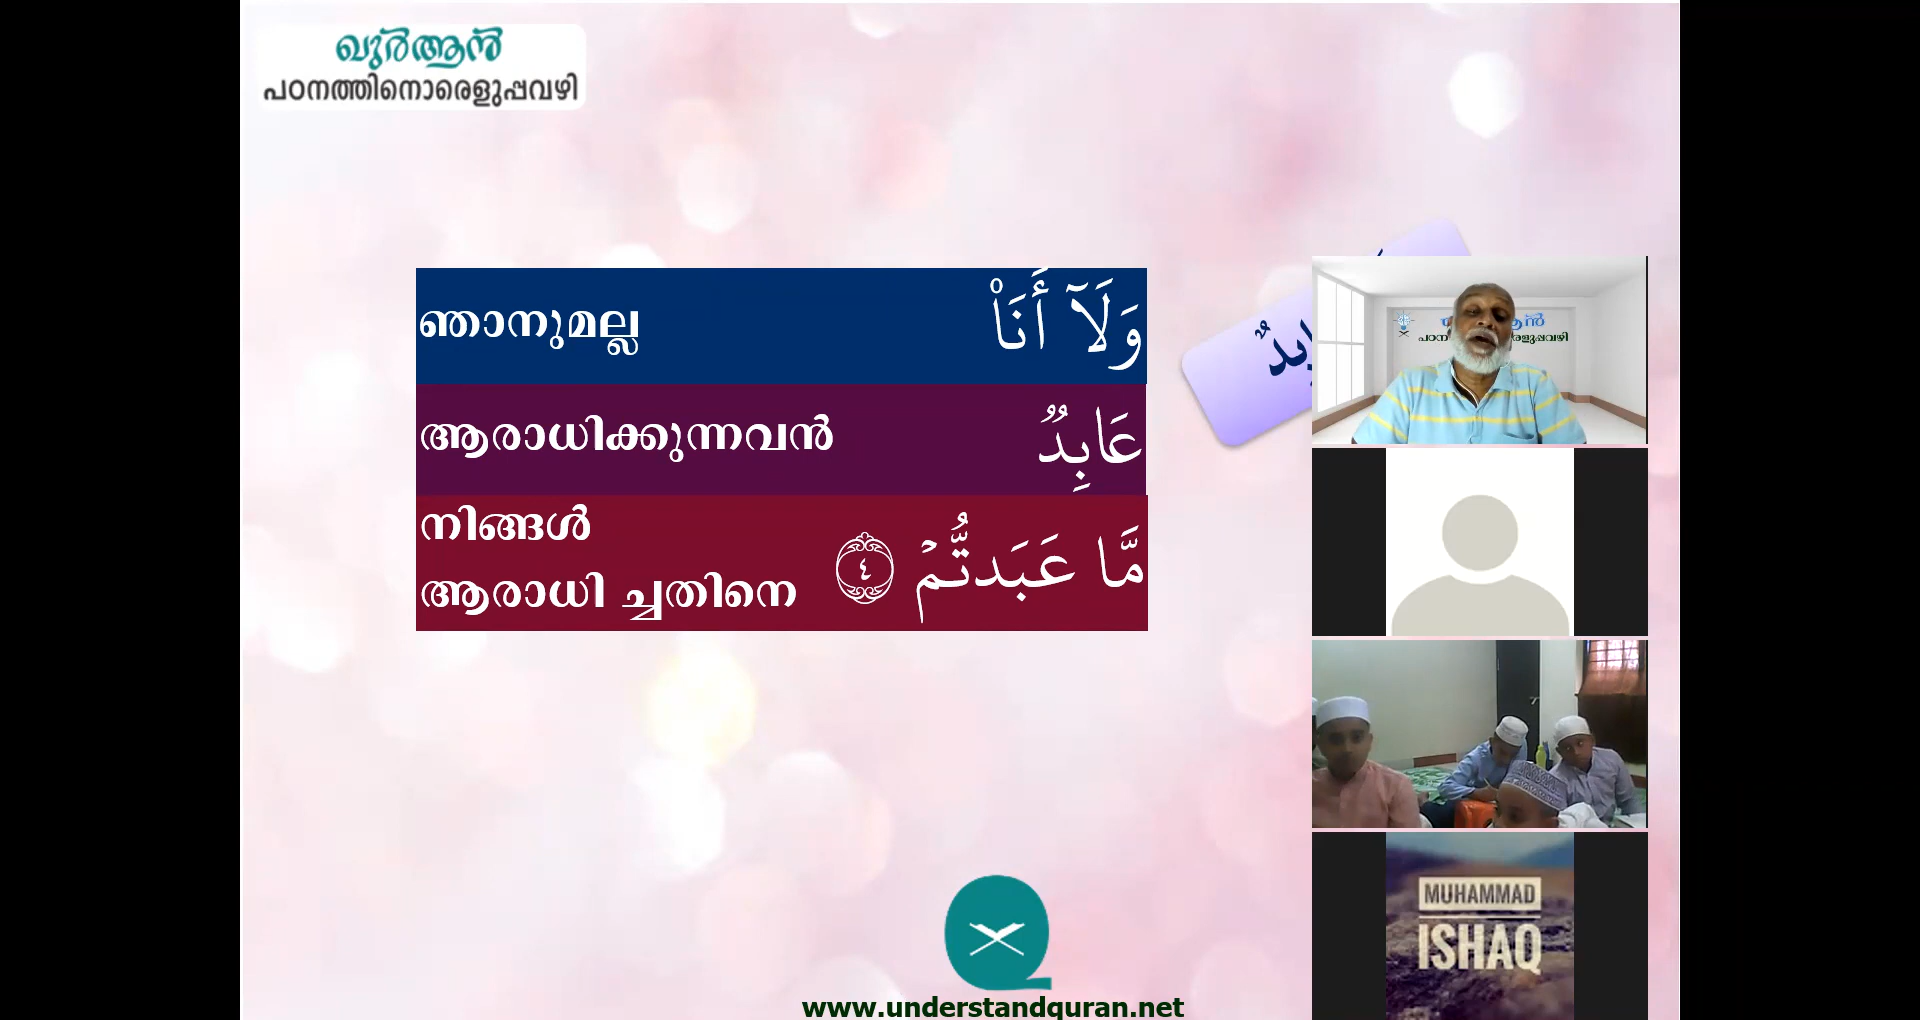 ഖുർആൻ
പഠനത്തിനൊരെളുപ്പവഴി
ഞാനുമല്ല وَلَآ أَنَا۠
ആരാധിക്കുന്നവൻ عَابِدٌ
നിങ്ങൾ
ആരാധി ച്ചതിനെ مَّا عَبَدتُّمْ ٤
www.understandquran.net
MUHAMMAD
ISHAQ